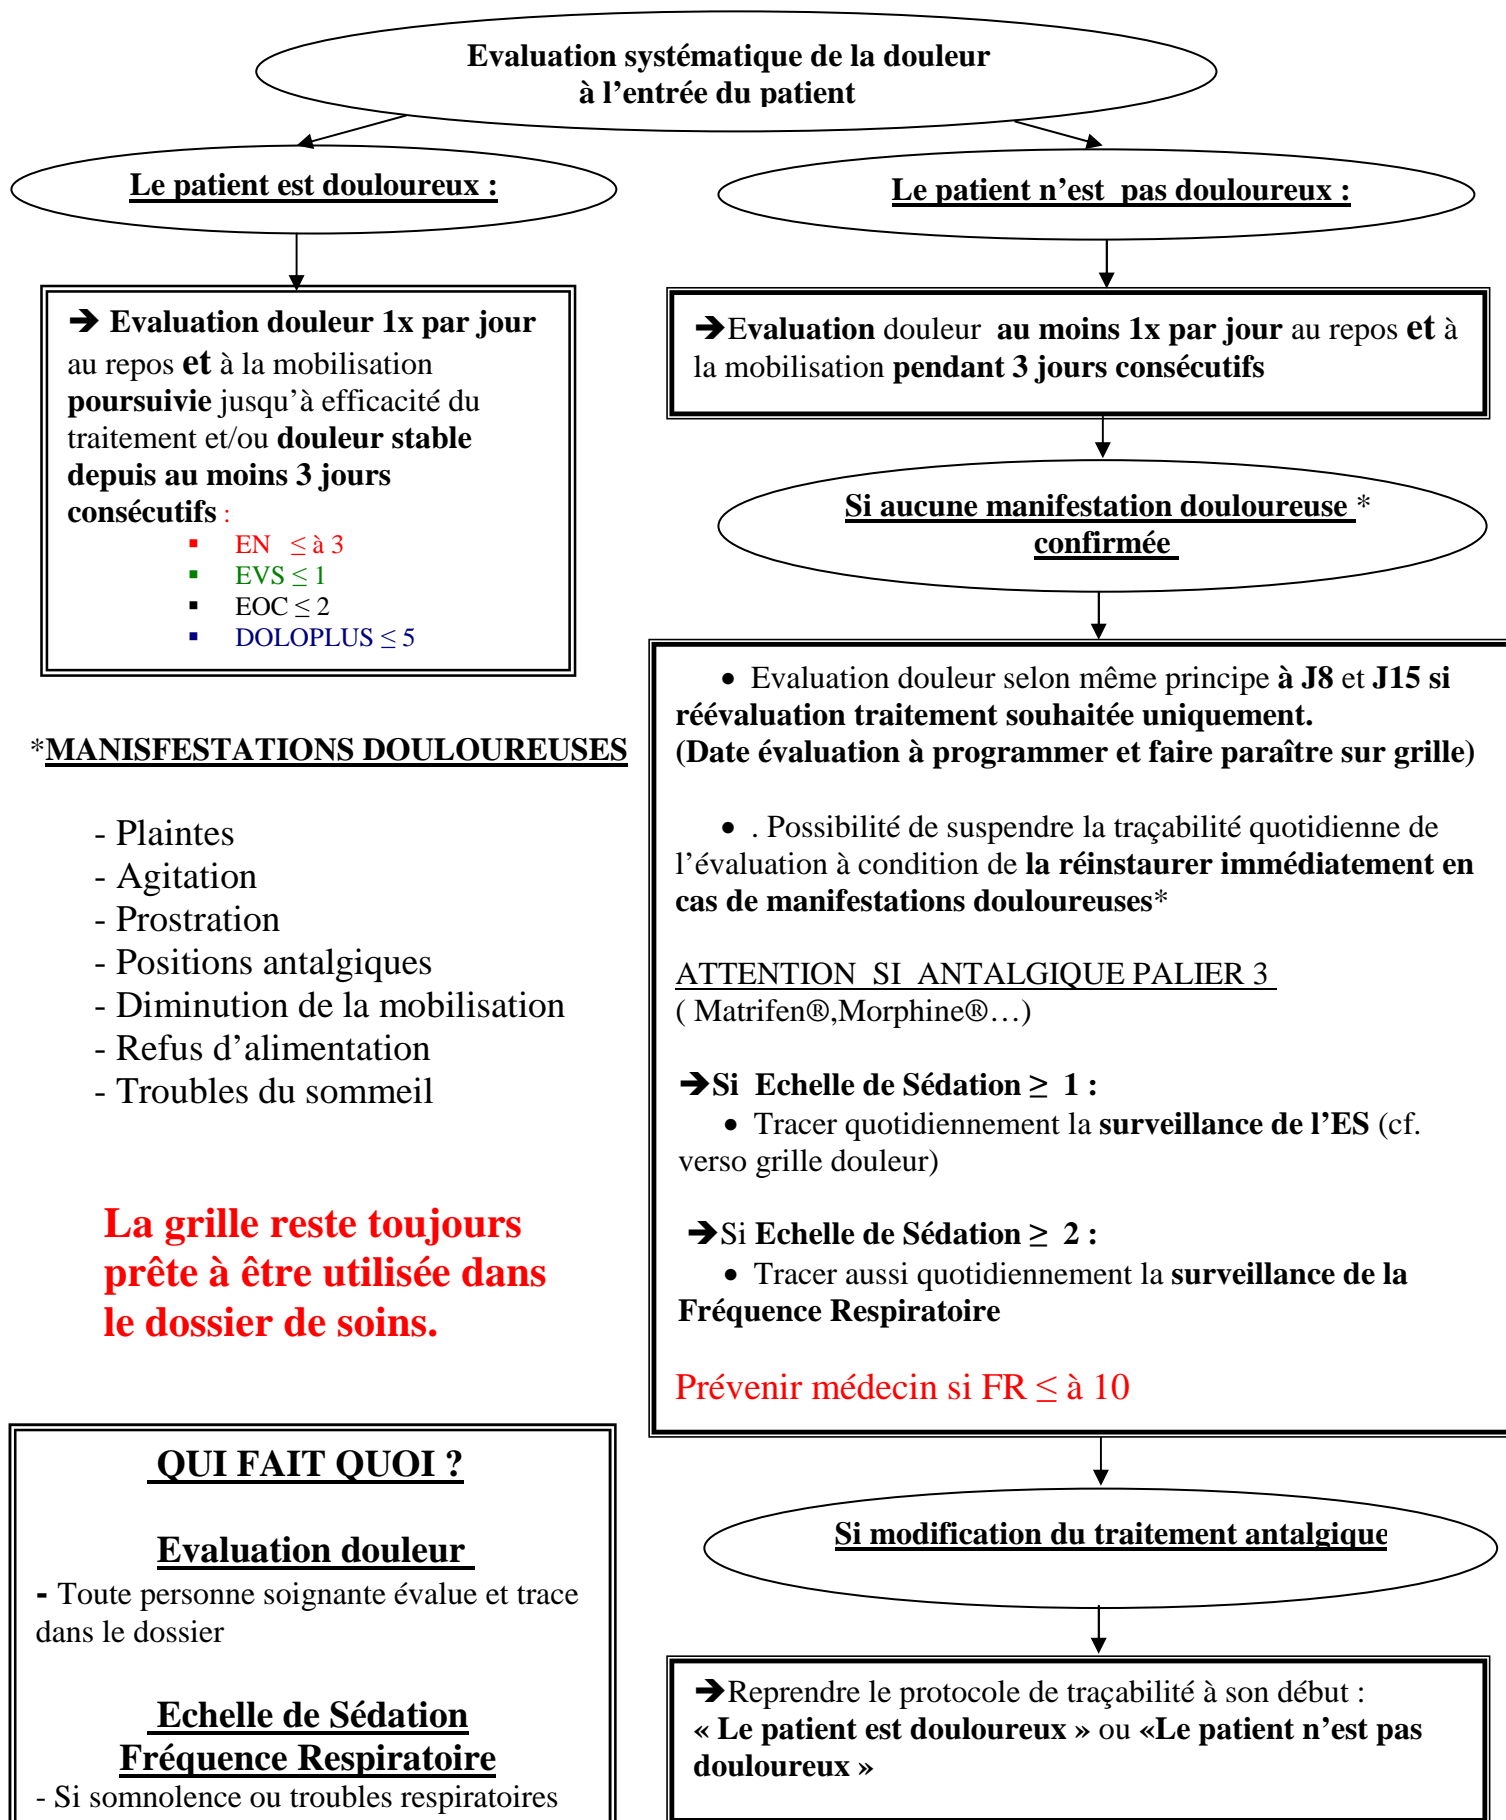 Evaluation systématique de la douleur
à l’entrée du patient
Le patient est douloureux :
Le patient n’est  pas douloureux :
➔ Evaluation douleur 1x par jour
au repos et à la mobilisation
poursuivie jusqu’à efficacité du
traitement et/ou douleur stable
depuis au moins 3 jours
consécutifs :
▪ EN ≤ à 3
▪ EVS ≤ 1
▪ EOC ≤ 2
▪ DOLOPLUS ≤ 5
➔Evaluation douleur au moins 1x par jour au repos et à
la mobilisation pendant 3 jours consécutifs
Si aucune manifestation douloureuse *
confirmée
*MANISFESTATIONS DOULOUREUSES
- Plaintes
- Agitation
- Prostration
- Positions antalgiques
- Diminution de la mobilisation
- Refus d’alimentation
- Troubles du sommeil
La grille reste toujours
prête à être utilisée dans
le dossier de soins.
• Evaluation douleur selon même principe à J8 et J15 si
réévaluation traitement souhaitée uniquement.
(Date évaluation à programmer et faire paraître sur grille)
• . Possibilité de suspendre la traçabilité quotidienne de
l’évaluation à condition de la réinstaurer immédiatement en
cas de manifestations douloureuses*
ATTENTION SI ANTALGIQUE PALIER 3
( Matrifen®,Morphine®…)
➔Si Echelle de Sédation ≥ 1 :
• Tracer quotidiennement la surveillance de l’ES (cf.
verso grille douleur)
➔Si Echelle de Sédation ≥ 2 :
• Tracer aussi quotidiennement la surveillance de la
Fréquence Respiratoire
Prévenir médecin si FR ≤ à 10
QUI FAIT QUOI ?
Evaluation douleur
- Toute personne soignante évalue et trace
dans le dossier
Echelle de Sédation
Fréquence Respiratoire
- Si somnolence ou troubles respiratoires
Si modification du traitement antalgique
➔Reprendre le protocole de traçabilité à son début :
« Le patient est douloureux » ou «Le patient n’est pas
douloureux »